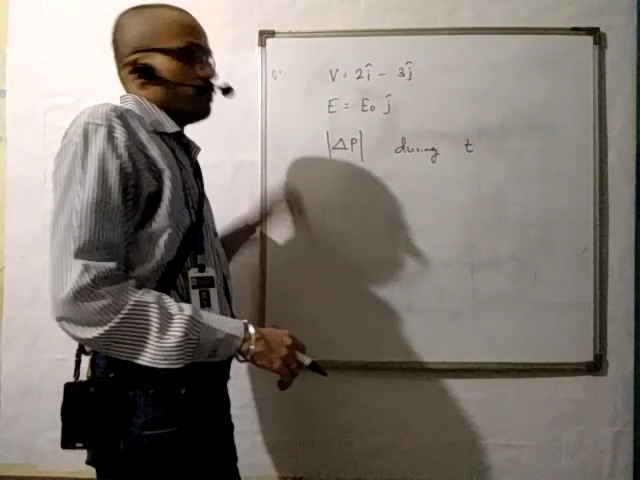 V = 2î - 3ĵ
E = E₀ ĵ
|ΔP| during t